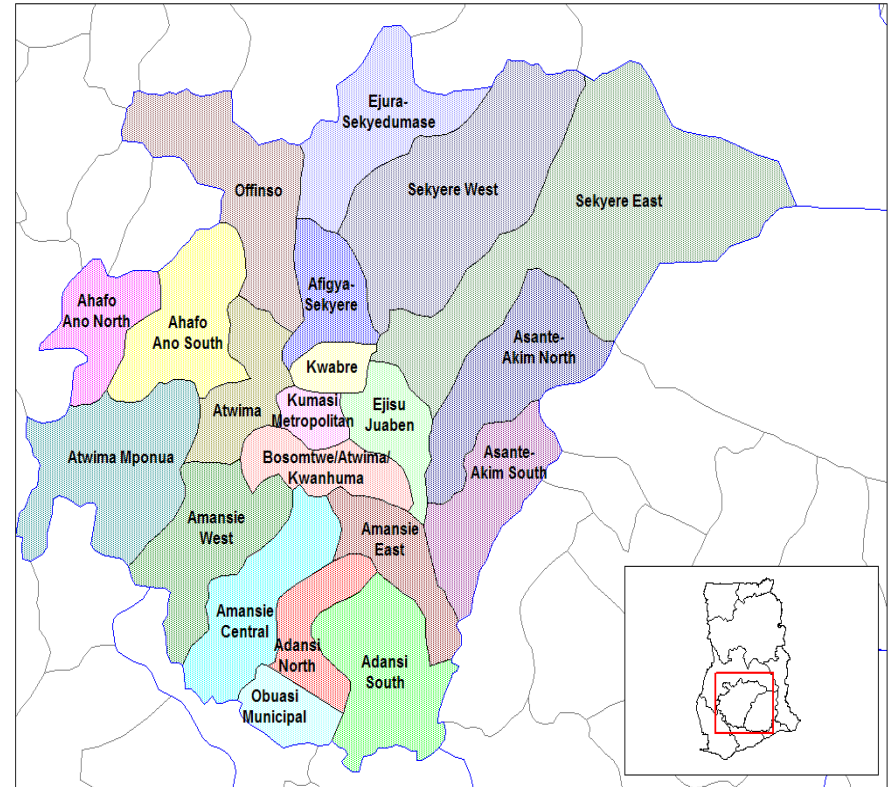 Ejura-
Sekyedumase
Offinso
Sekyere West
Sekyere East
Afigya-
Sekyere
Ahafo
Ano North
Ahafo
Ano South
Asante-
Akim North
Kwabre
Atwima
Kumasi
Metropolitan
Ejisu
Juaben
Atwima Mponua
Bosomtwe/Atwima/
Kwanhuma
Asante-
Akim South
Amansie
West
Amansie
East
Amansie
Central
Adansi
North
Adansi
South
Obuasi
Municipal